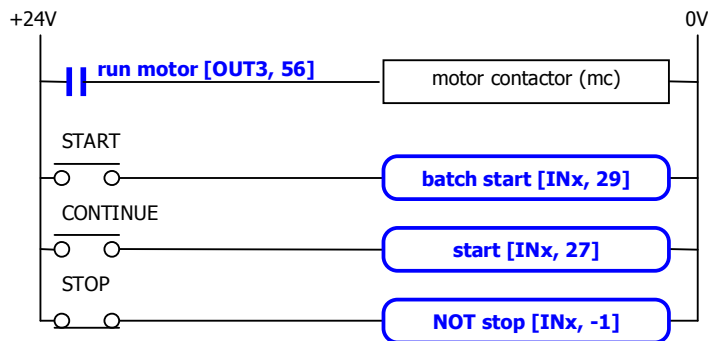 +24V 0V
run motor [OUT3, 56] motor contactor (mc)
START
batch start [INx, 29]
CONTINUE
start [INx, 27]
STOP
NOT stop [INx, -1]